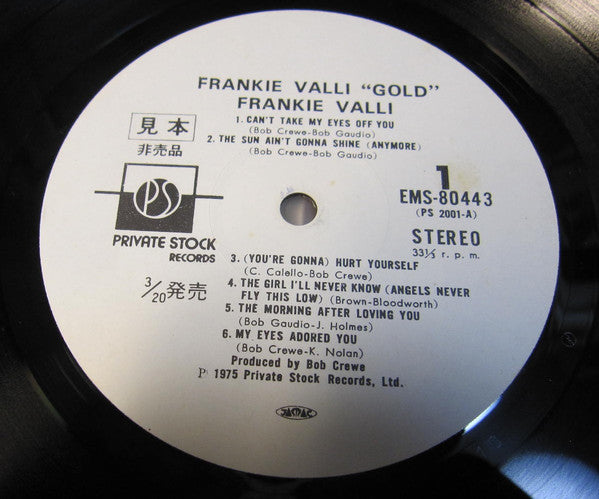 FRANKIE VALLI "GOLD"
FRANKIE VALLI
1. CAN'T TAKE MY EYES OFF YOU
(Bob Crewe-Bob Gaudio)
2. THE SUN AIN'T GONNA SHINE (ANYMORE)
(Bob Crewe-Bob Gaudio)
見本
非売品
PS
PRIVATE STOCK
RECORDS
3/20発売
1
EMS-80443
(PS 2001-A)
STEREO
33⅓ r. p. m.
3. (YOU'RE GONNA) HURT YOURSELF
(C. Calello-Bob Crewe)
4. THE GIRL I'LL NEVER KNOW (ANGELS NEVER
FLY THIS LOW) (Brown-Bloodworth)
5. THE MORNING AFTER LOVING YOU
(Bob Gaudio-J. Holmes)
6. MY EYES ADORED YOU
(Bob Crewe-K. Nolan)
Produced by Bob Crewe
℗ 1975 Private Stock Records, Ltd.
JASRAC